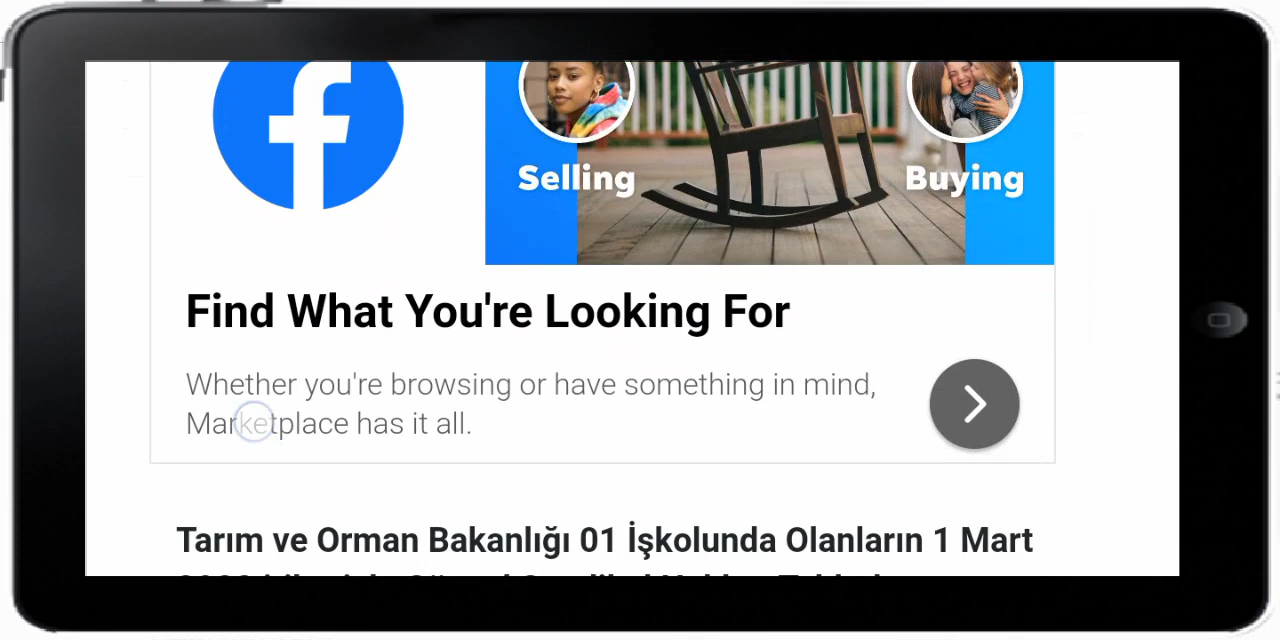 Selling
Buying
Find What You're Looking For
Whether you're browsing or have something in mind,
Marketplace has it all.
Tarım ve Orman Bakanlığı 01 İşkolunda Olanların 1 Mart